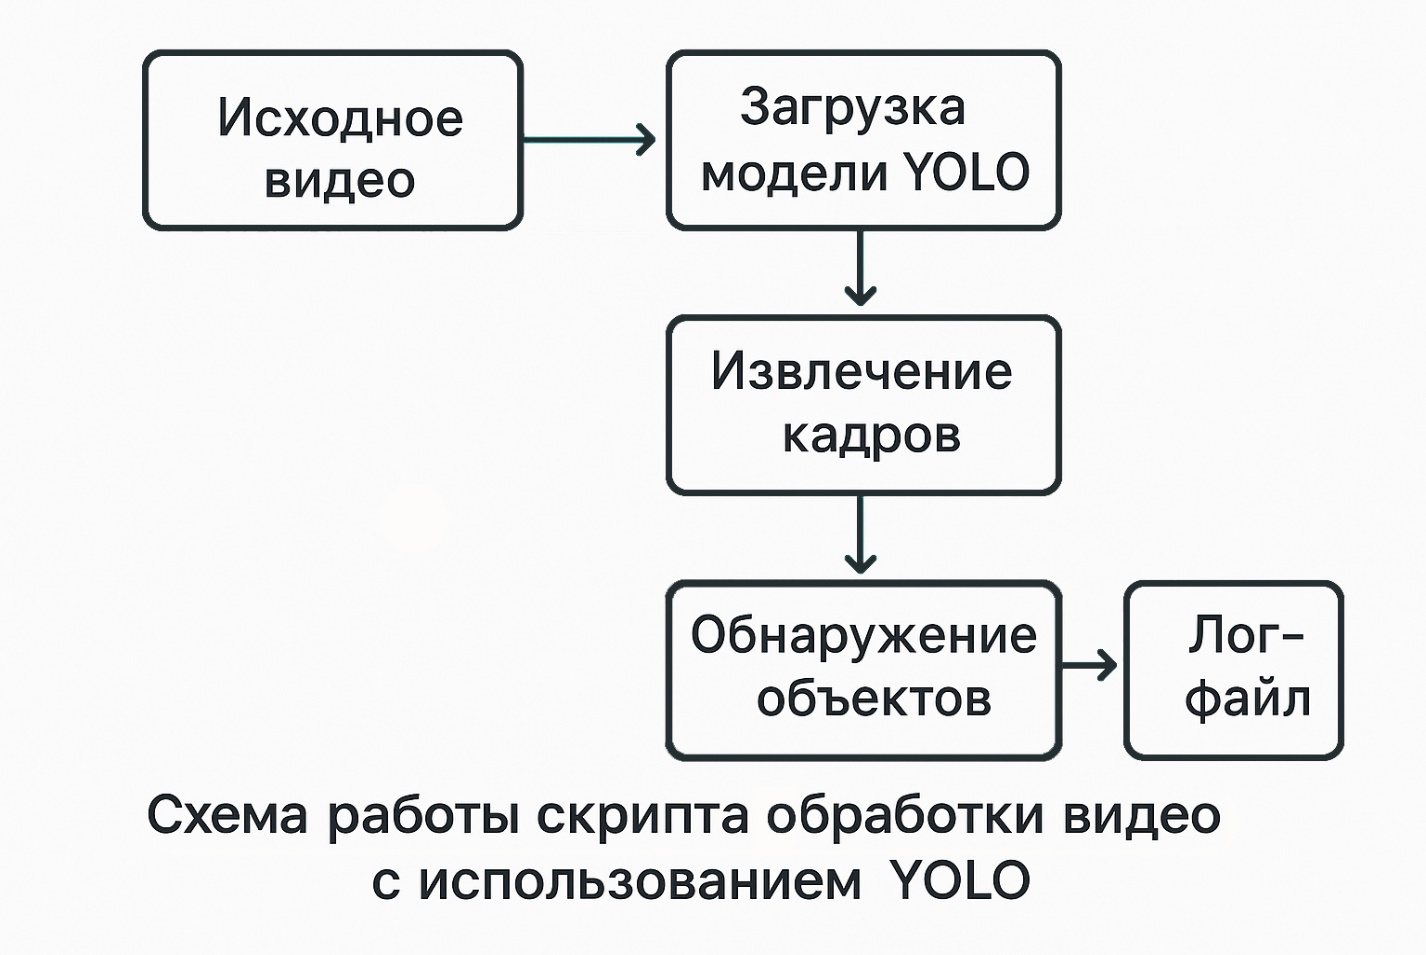 Исходное
видео
Загрузка
модели YOLO
Извлечение
кадров
Обнаружение
объектов
Лог-
файл
Схема работы скрипта обработки видео
с использованием YOLO